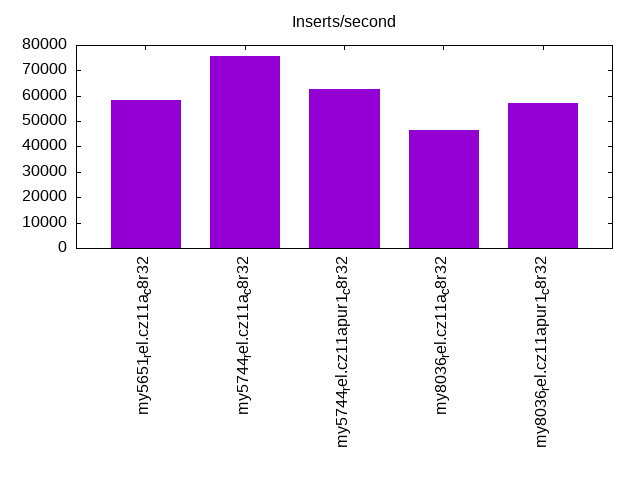 Inserts/second
80000
70000
60000
50000
40000
30000
20000
10000
0
my5651rel.cz11ac8r32
my5744rel.cz11ac8r32
my5744rel.cz11apur1c8r32
my8036rel.cz11ac8r32
my8036rel.cz11apur1c8r32